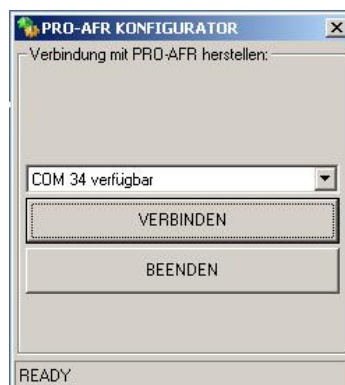 PRO-AFR KONFIGURATOR
Verbindung mit PRO-AFR herstellen:
COM 34 verfügbar
VERBINDEN
BEENDEN
READY